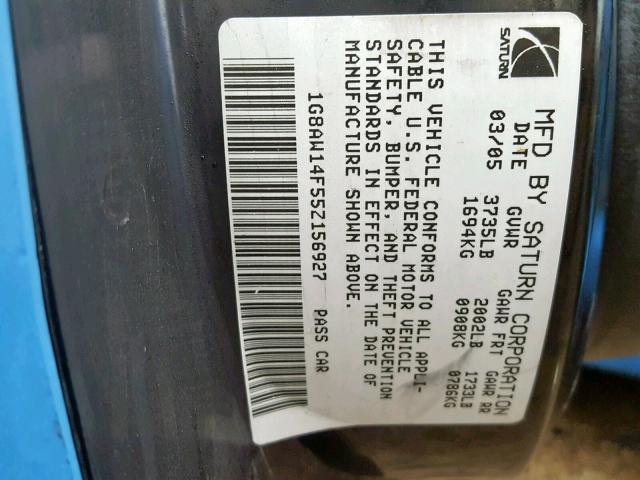 SATURN
MFD BY SATURN CORPORATION
DATE GVWR GAWR FRT GAWR RR
03/05 3735LB 2002LB 1733LB
1694KG 0908KG 0786KG
THIS VEHICLE CONFORMS TO ALL APPLI-
CABLE U.S. FEDERAL MOTOR VEHICLE
SAFETY, BUMPER, AND THEFT PREVENTION
STANDARDS IN EFFECT ON THE DATE OF
MANUFACTURE SHOWN ABOVE.
1G8AW14F55Z156927 PASS CAR